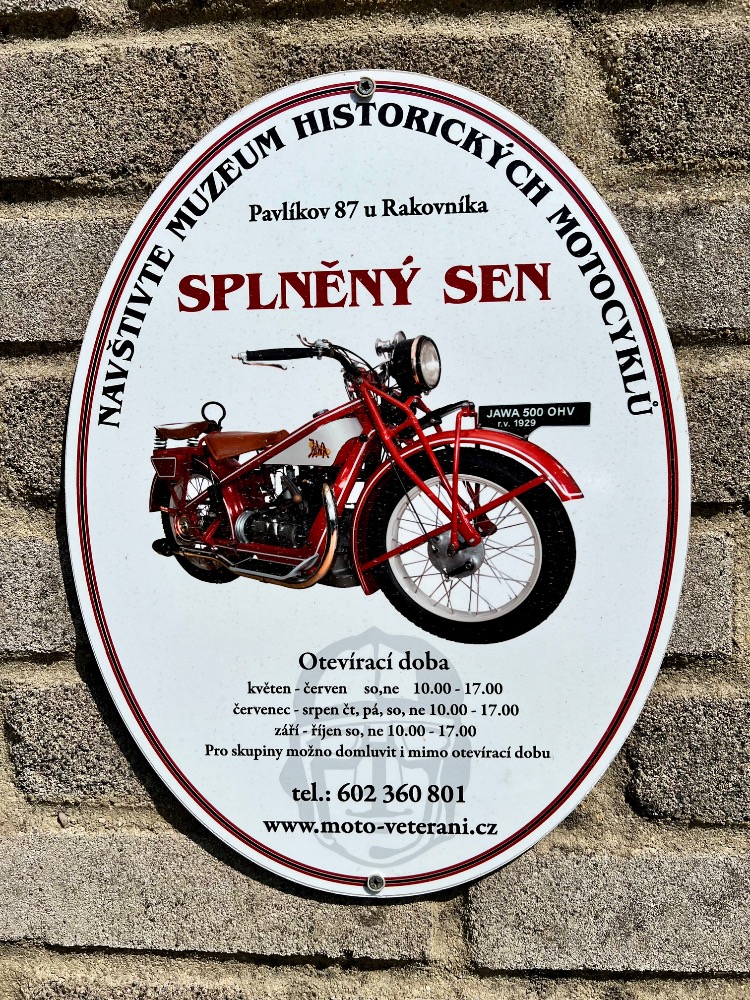 NAVŠTIVTE MUZEUM HISTORICKÝCH MOTOCYKLŮ
Pavlíkov 87 u Rakovníka
SPLNĚNÝ SEN
JAWA 500 OHV
r.v. 1929
JAWA
Otevírací doba
květen - červen so,ne 10.00 - 17.00
červenec - srpen čt, pá, so, ne 10.00 - 17.00
září - říjen so, ne 10.00 - 17.00
Pro skupiny možno domluvit i mimo otevírací dobu
tel.: 602 360 801
www.moto-veterani.cz